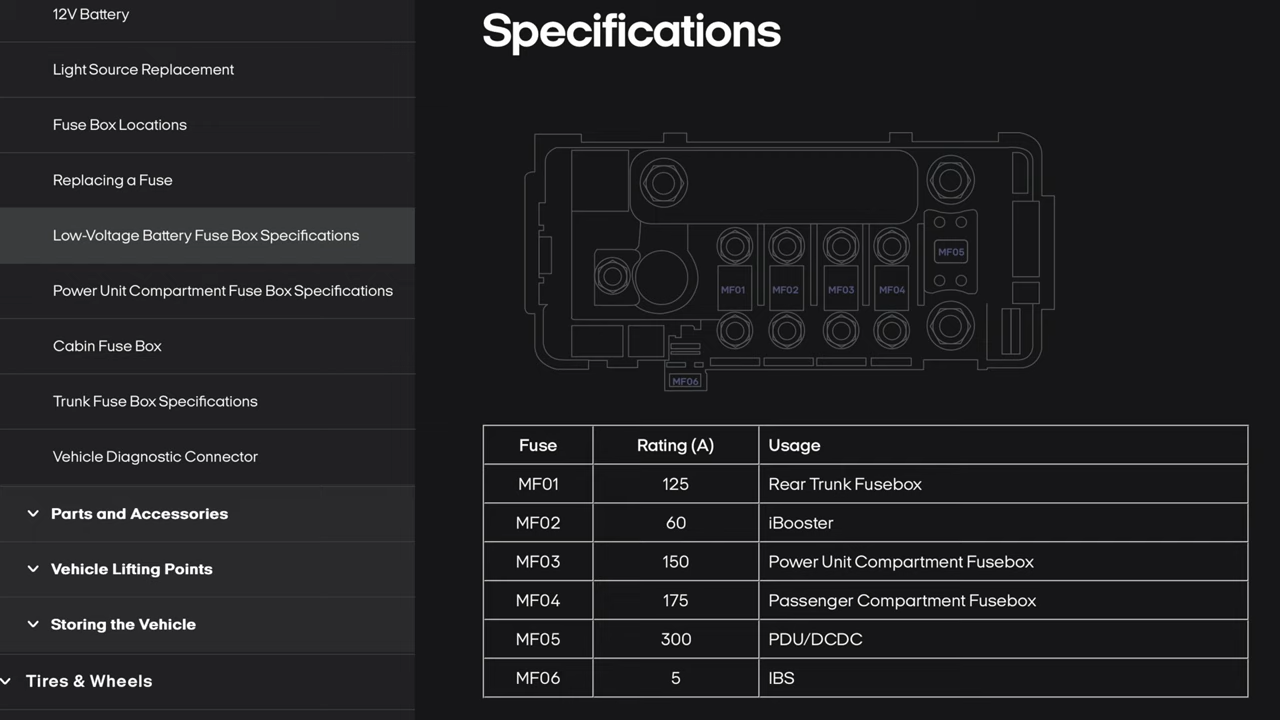 12V Battery
Light Source Replacement
Fuse Box Locations
Replacing a Fuse
Low-Voltage Battery Fuse Box Specifications
Power Unit Compartment Fuse Box Specifications
Cabin Fuse Box
Trunk Fuse Box Specifications
Vehicle Diagnostic Connector
Parts and Accessories
Vehicle Lifting Points
Storing the Vehicle
Tires & Wheels
Specifications
MF05
MF01 MF02 MF03 MF04
MF06
Fuse Rating (A) Usage
MF01 125 Rear Trunk Fusebox
MF02 60 iBooster
MF03 150 Power Unit Compartment Fusebox
MF04 175 Passenger Compartment Fusebox
MF05 300 PDU/DCDC
MF06 5 IBS